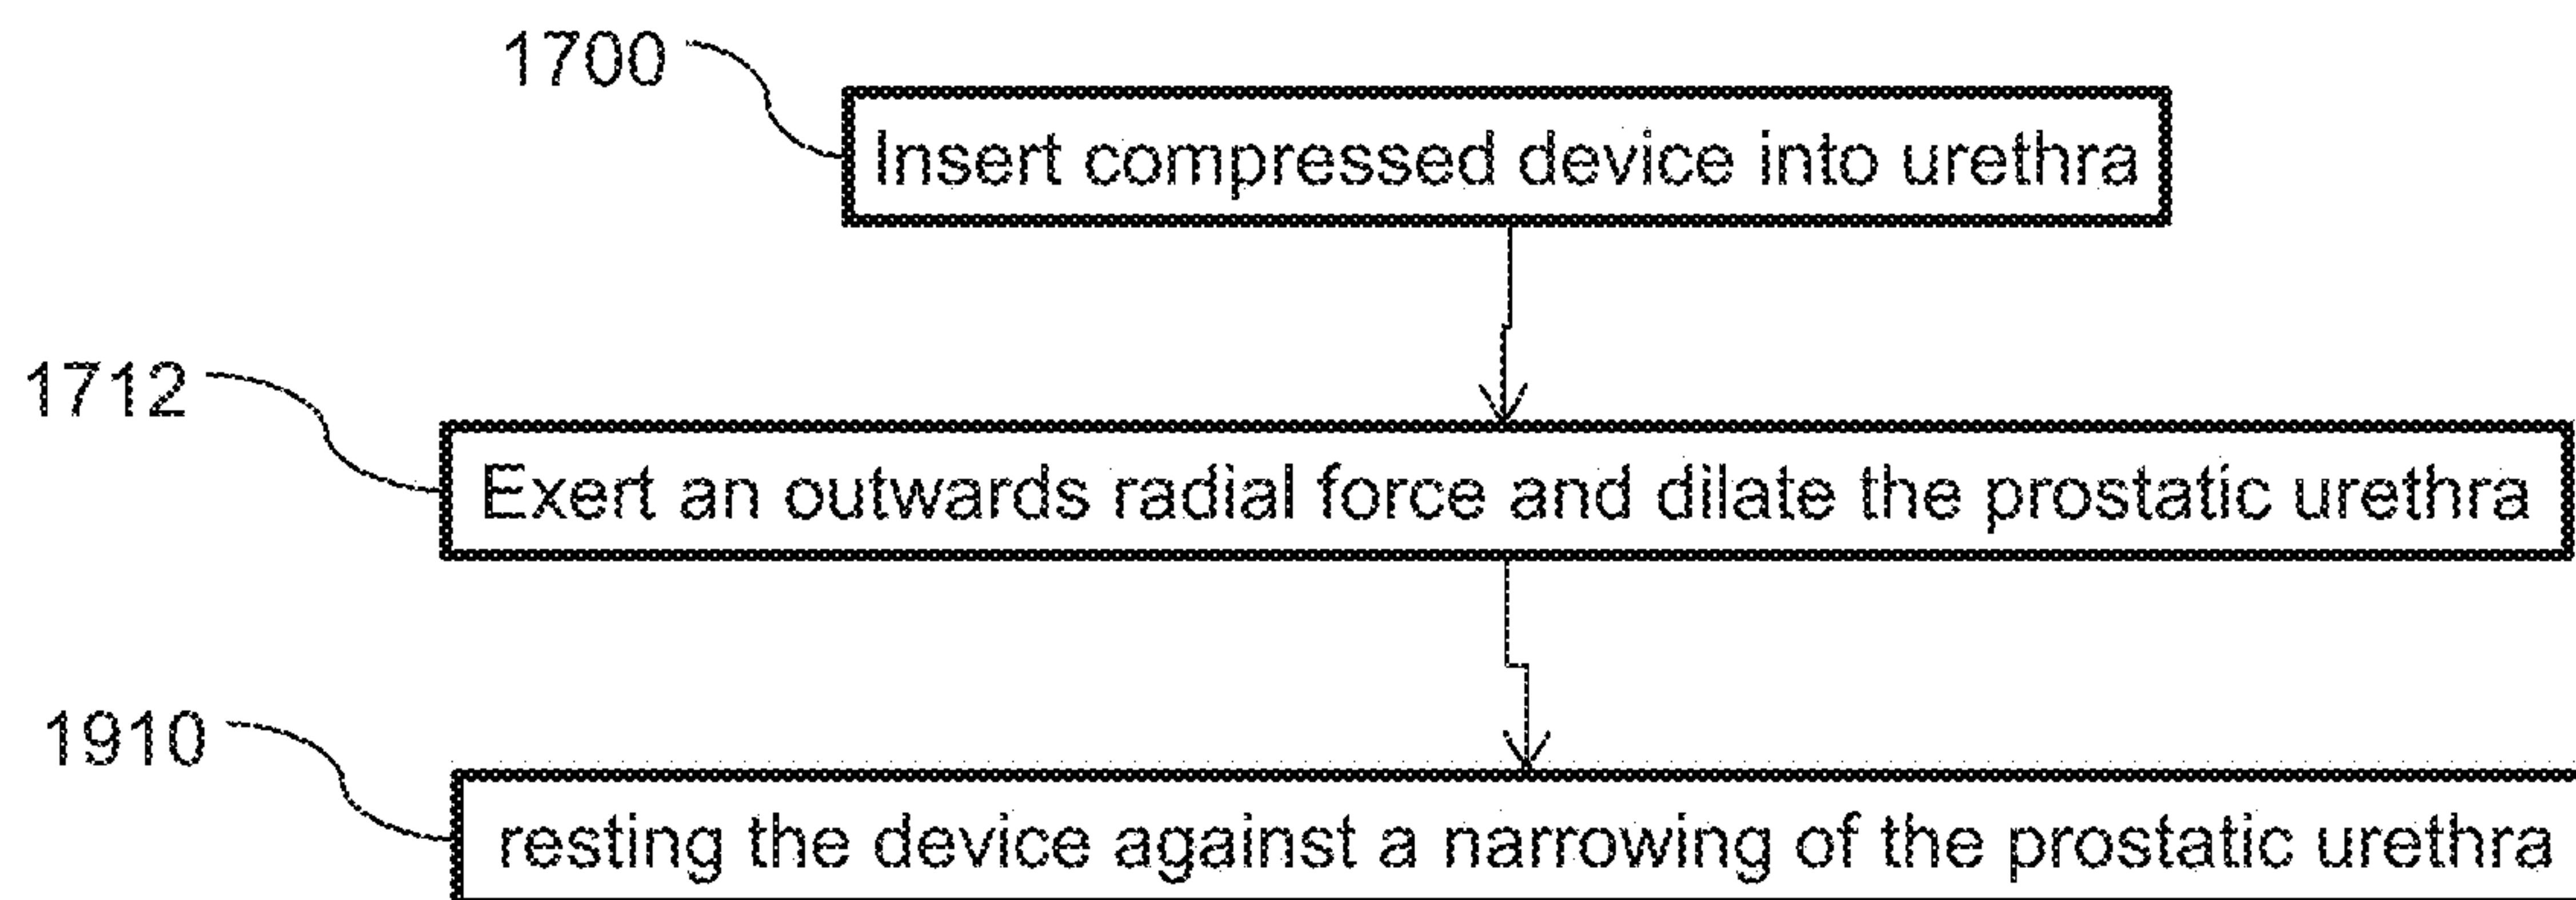 1700
Insert compressed device into urethra
1712
Exert an outwards radial force and dilate the prostatic urethra
1910
resting the device against a narrowing of the prostatic urethra